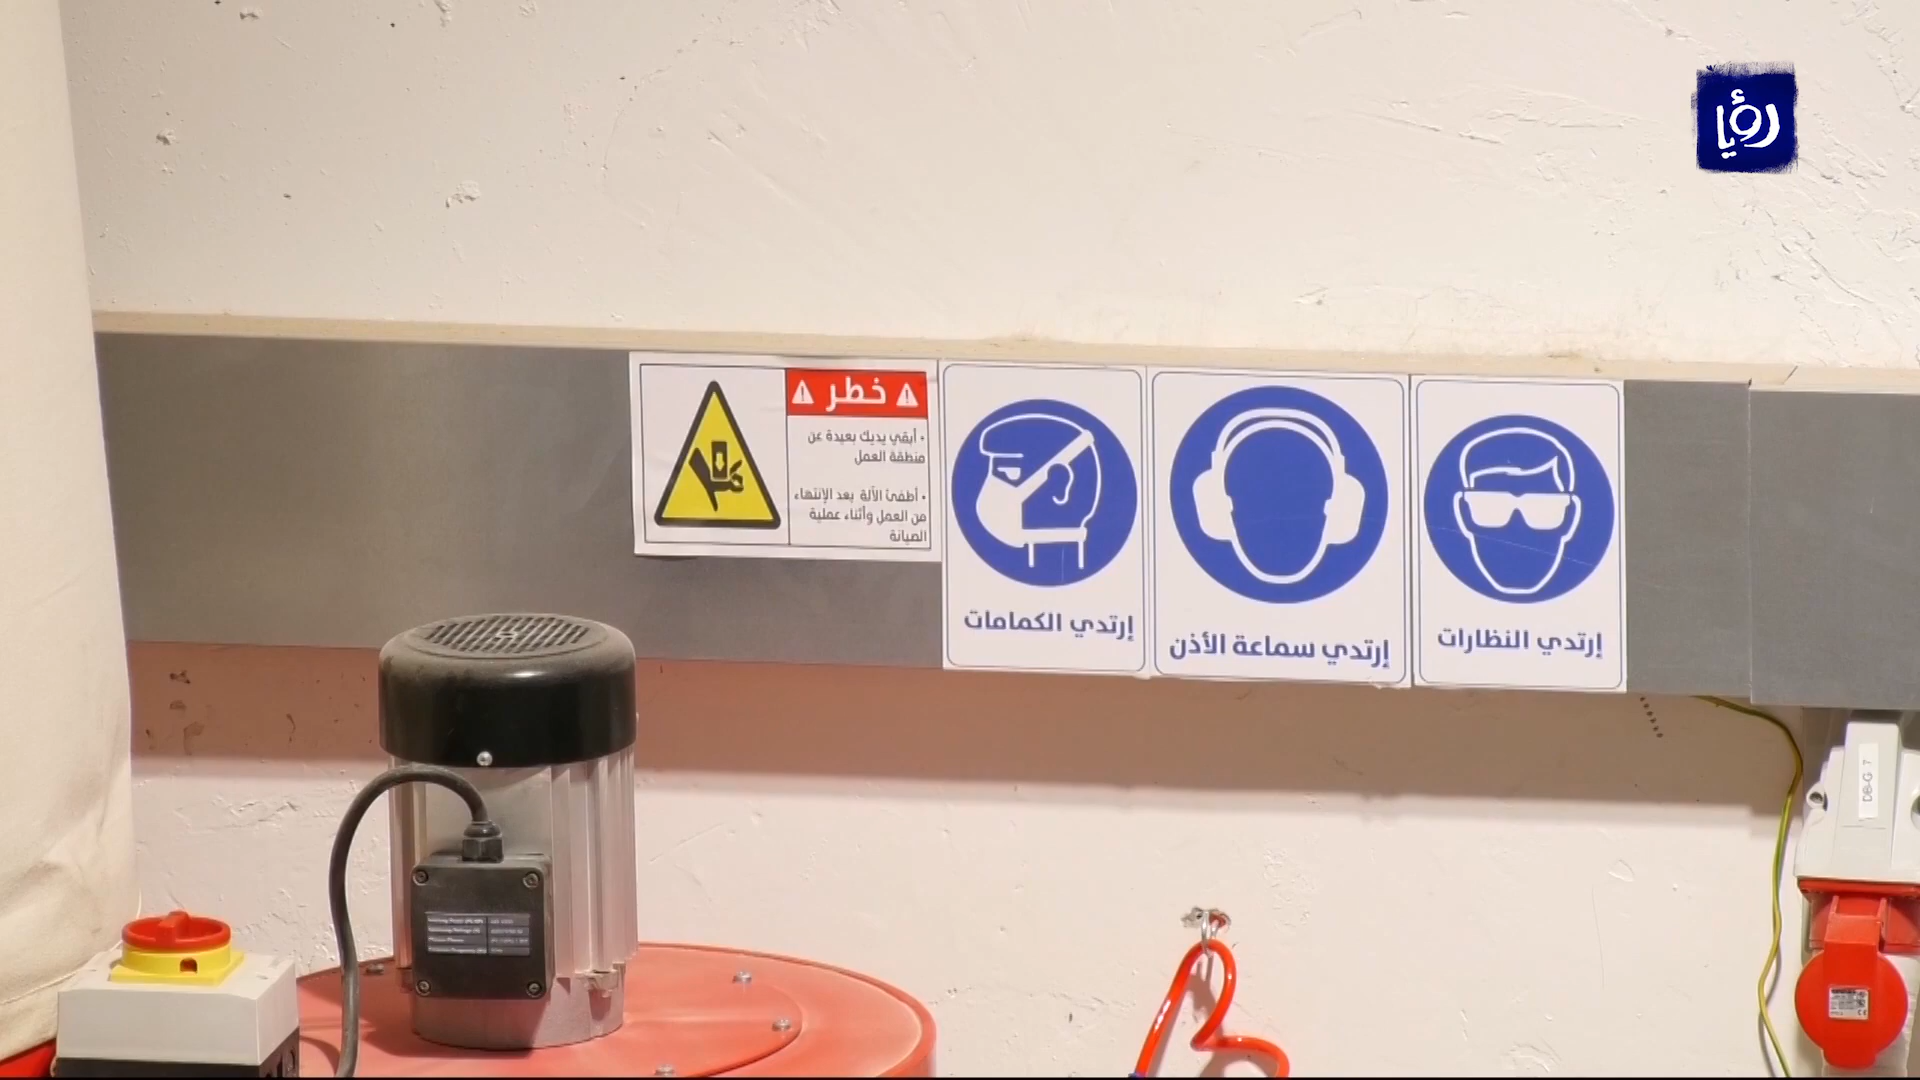 رؤيا
خطر
• أبقي يديك بعيدة عن
منطقة العمل
• أطفئ الآلة بعد الإنتهاء
من العمل وأثناء عملية
الصيانة
إرتدي الكمامات
إرتدي سماعة الأذن
إرتدي النظارات
DB-G 7